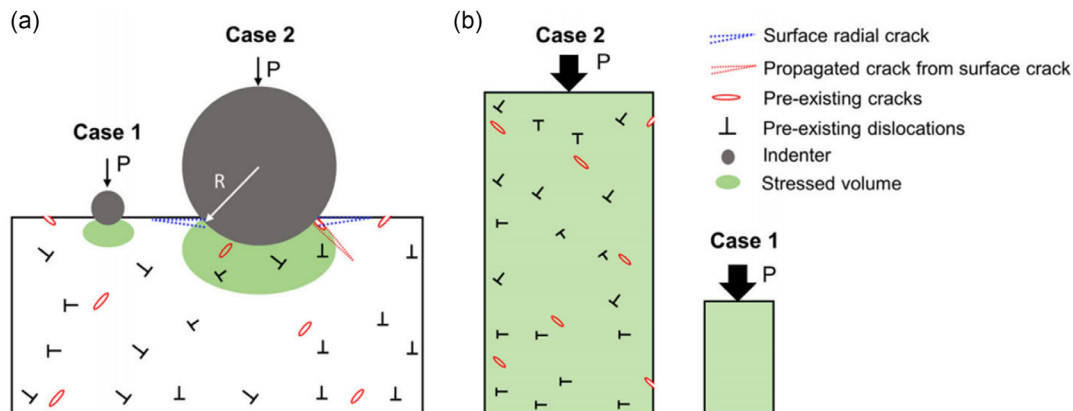 (a)
Case 2
P
Case 1
P
R
(b)
Case 2
P
Case 1
P
Surface radial crack
Propagated crack from surface crack
Pre-existing cracks
Pre-existing dislocations
Indenter
Stressed volume